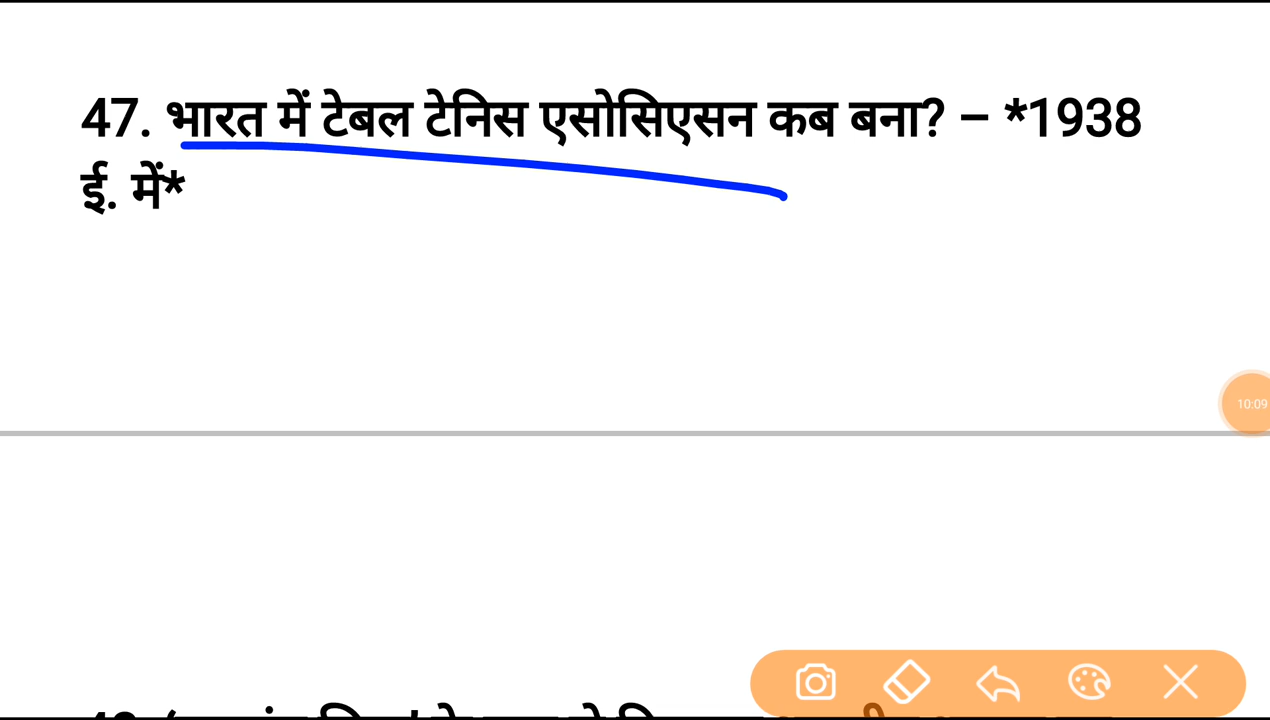 47. भारत में टेबल टेनिस एसोसिएसन कब बना? – *1938
ई. में*
10:09